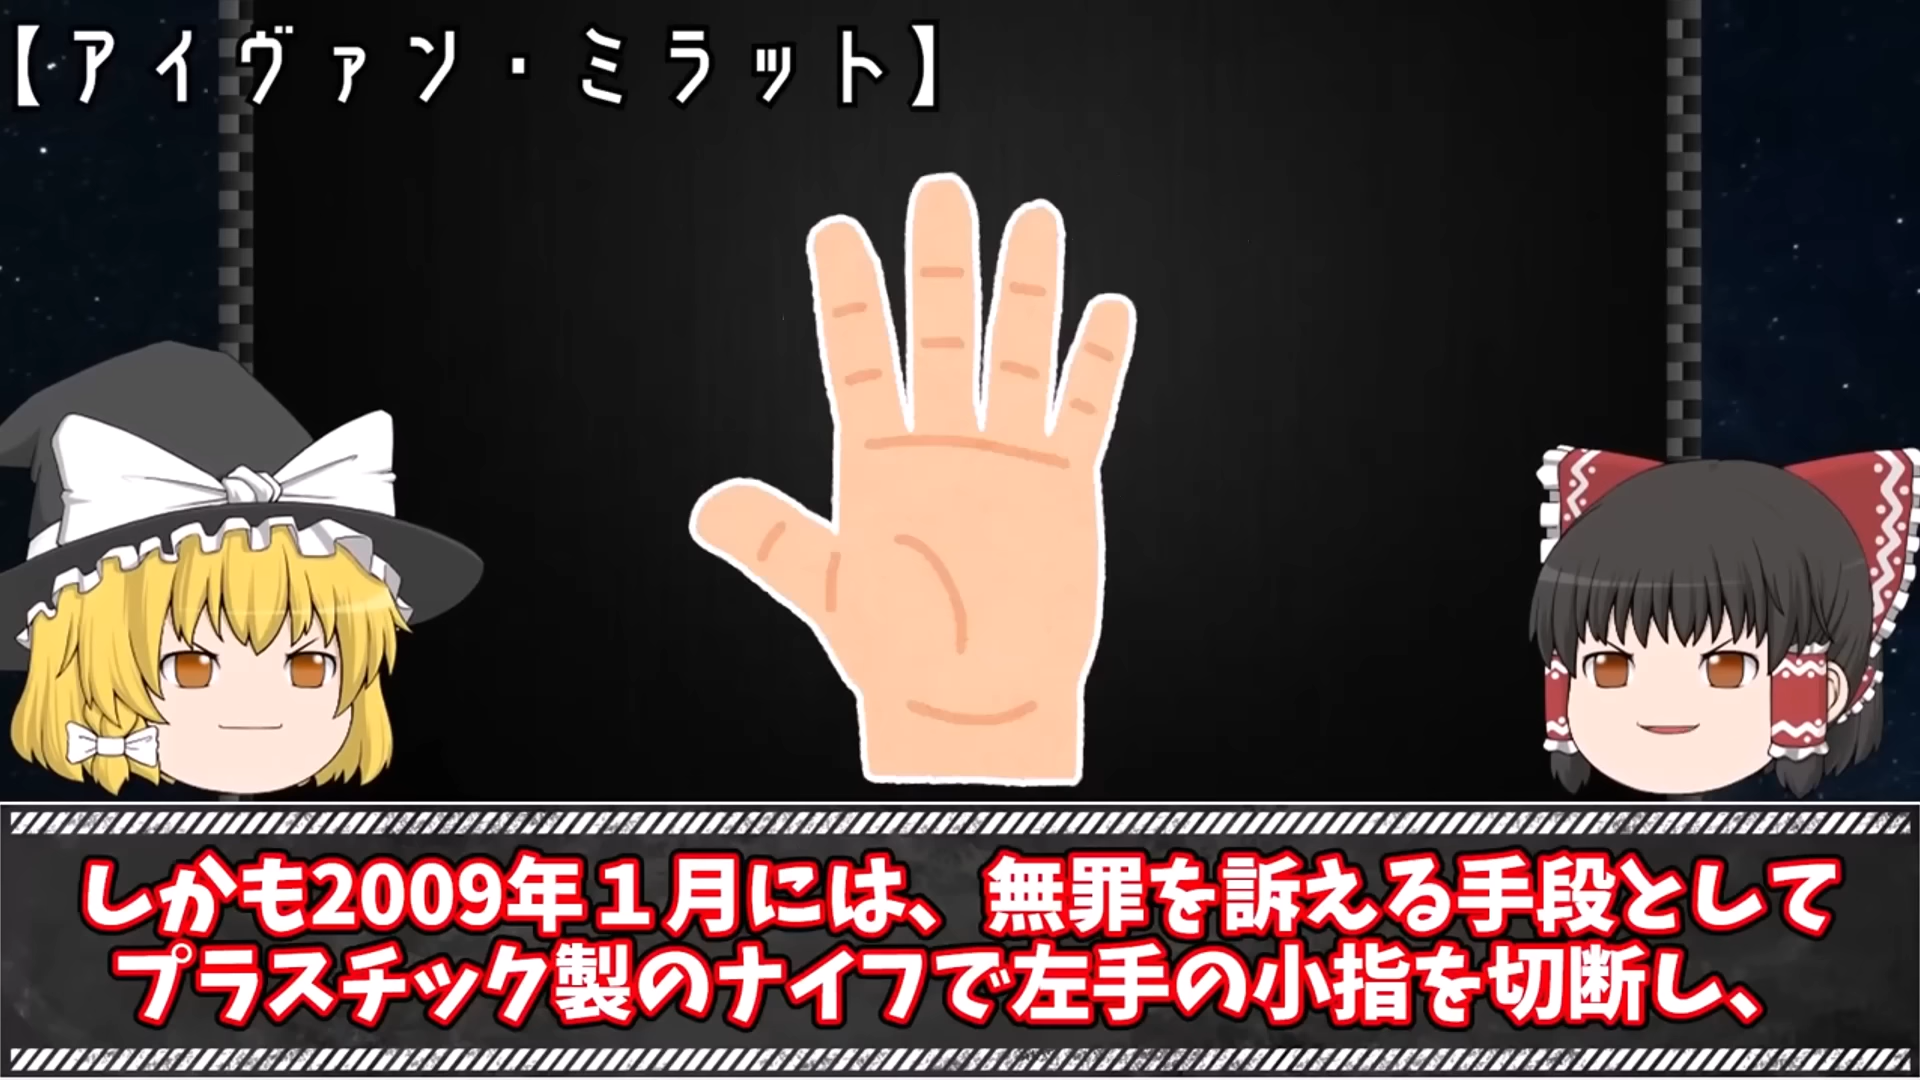 【アイヴァン・ミラット】
しかも2009年１月には、無罪を訴える手段として
プラスチック製のナイフで左手の小指を切断し、